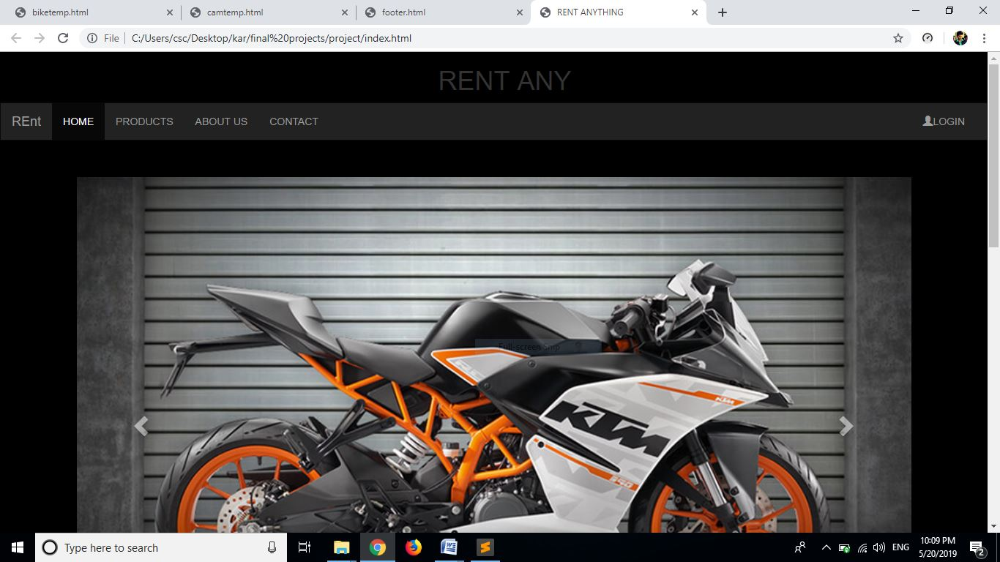 biketemp.html
camtemp.html
footer.html
RENT ANYTHING
File
C:/Users/csc/Desktop/kar/final%20projects/project/index.html
RENT ANY
REnt
HOME
PRODUCTS
ABOUT US
CONTACT
LOGIN
Full-screen Snip
KTM
KTM
Type here to search
ENG
10:09 PM
5/20/2019
2